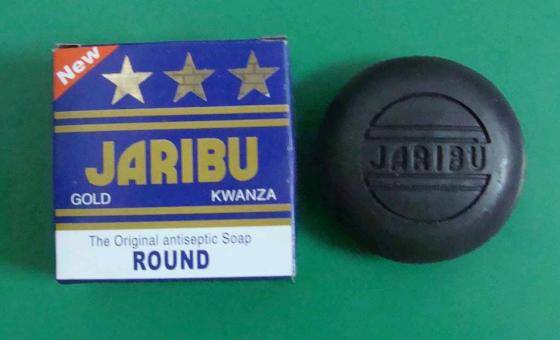 New
JARIBU
GOLD KWANZA
The Original antiseptic Soap
ROUND
JARIBU